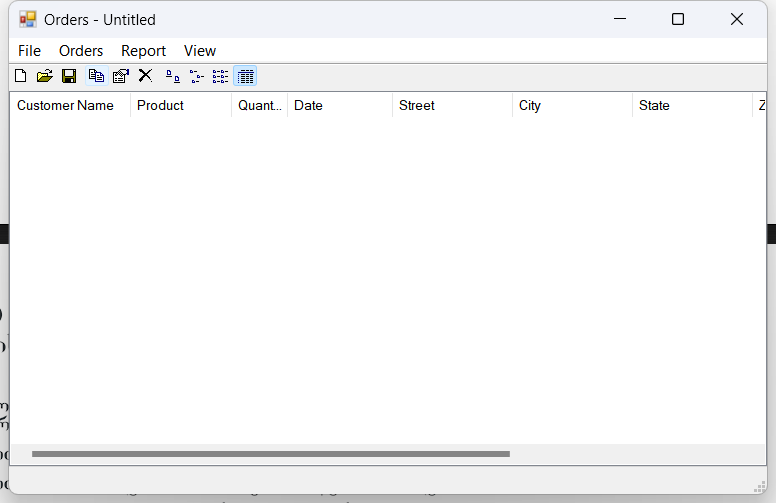 Orders - Untitled
File Orders Report View
Customer Name Product Quant... Date Street City State Z